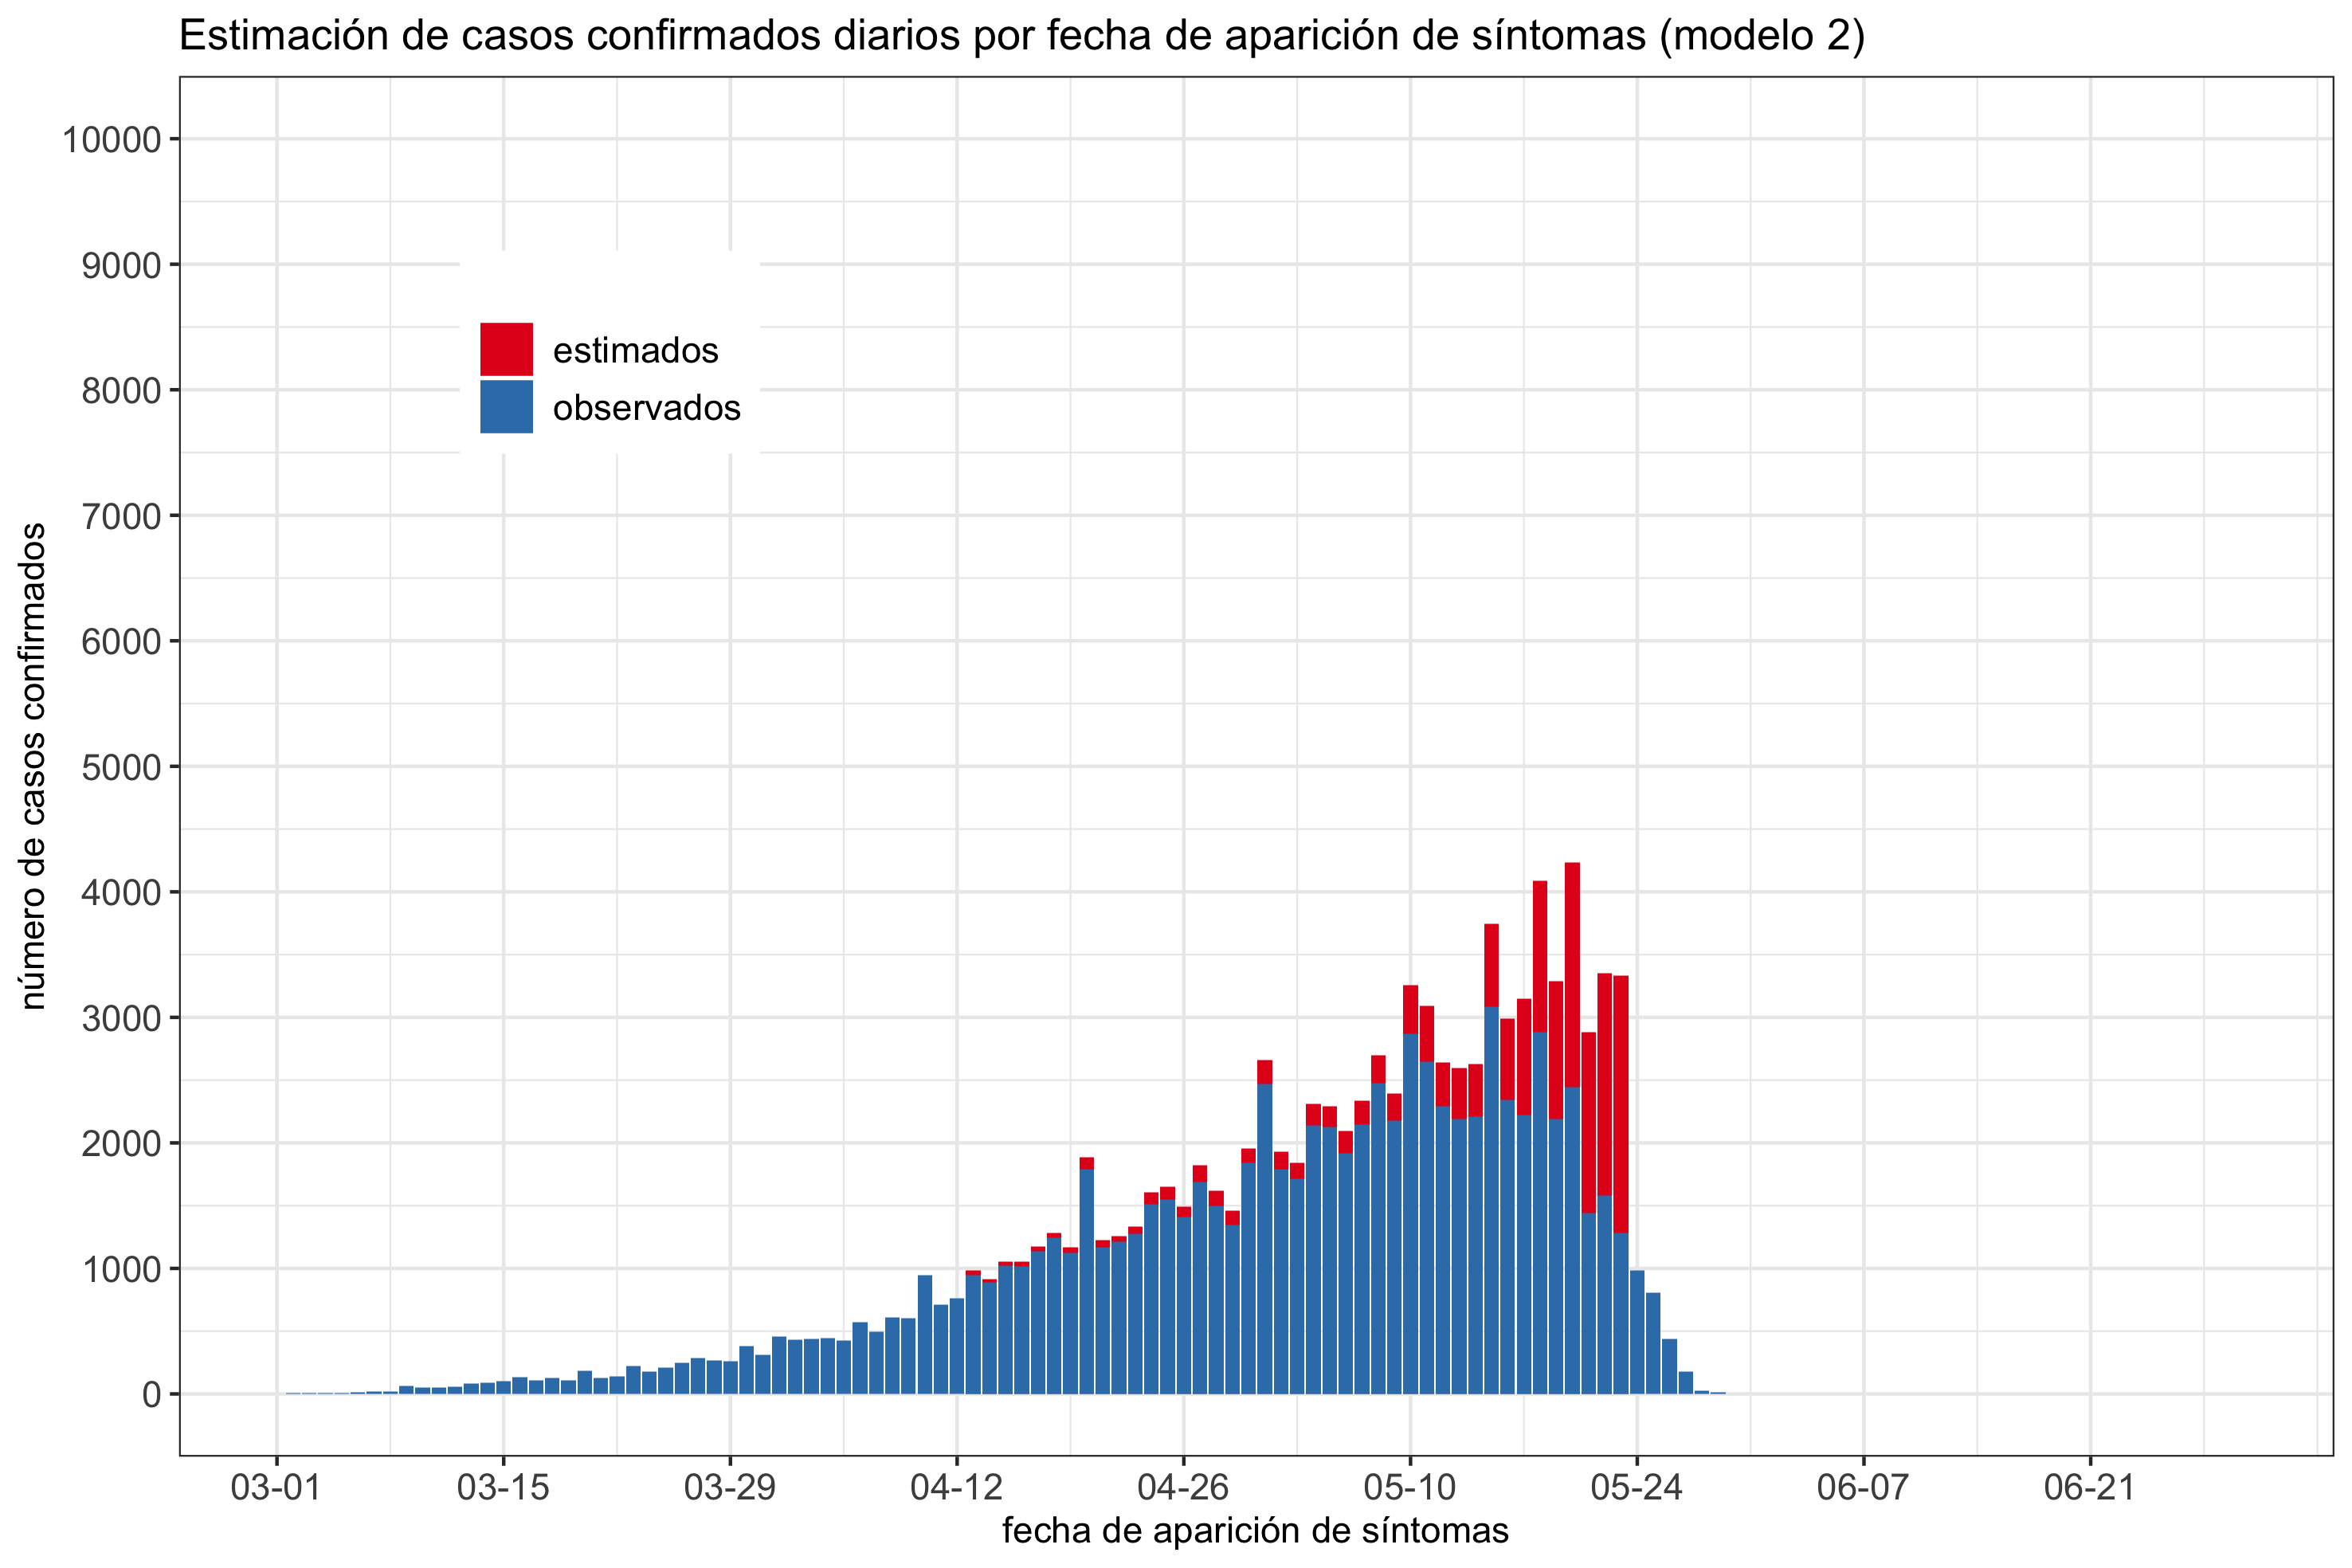 Estimación de casos confirmados diarios por fecha de aparición de síntomas (modelo 2)
10000
9000
8000
7000
6000
5000
4000
3000
2000
1000
0
número de casos confirmados
estimados
observados
03-01 03-15 03-29 04-12 04-26 05-10 05-24 06-07 06-21
fecha de aparición de síntomas